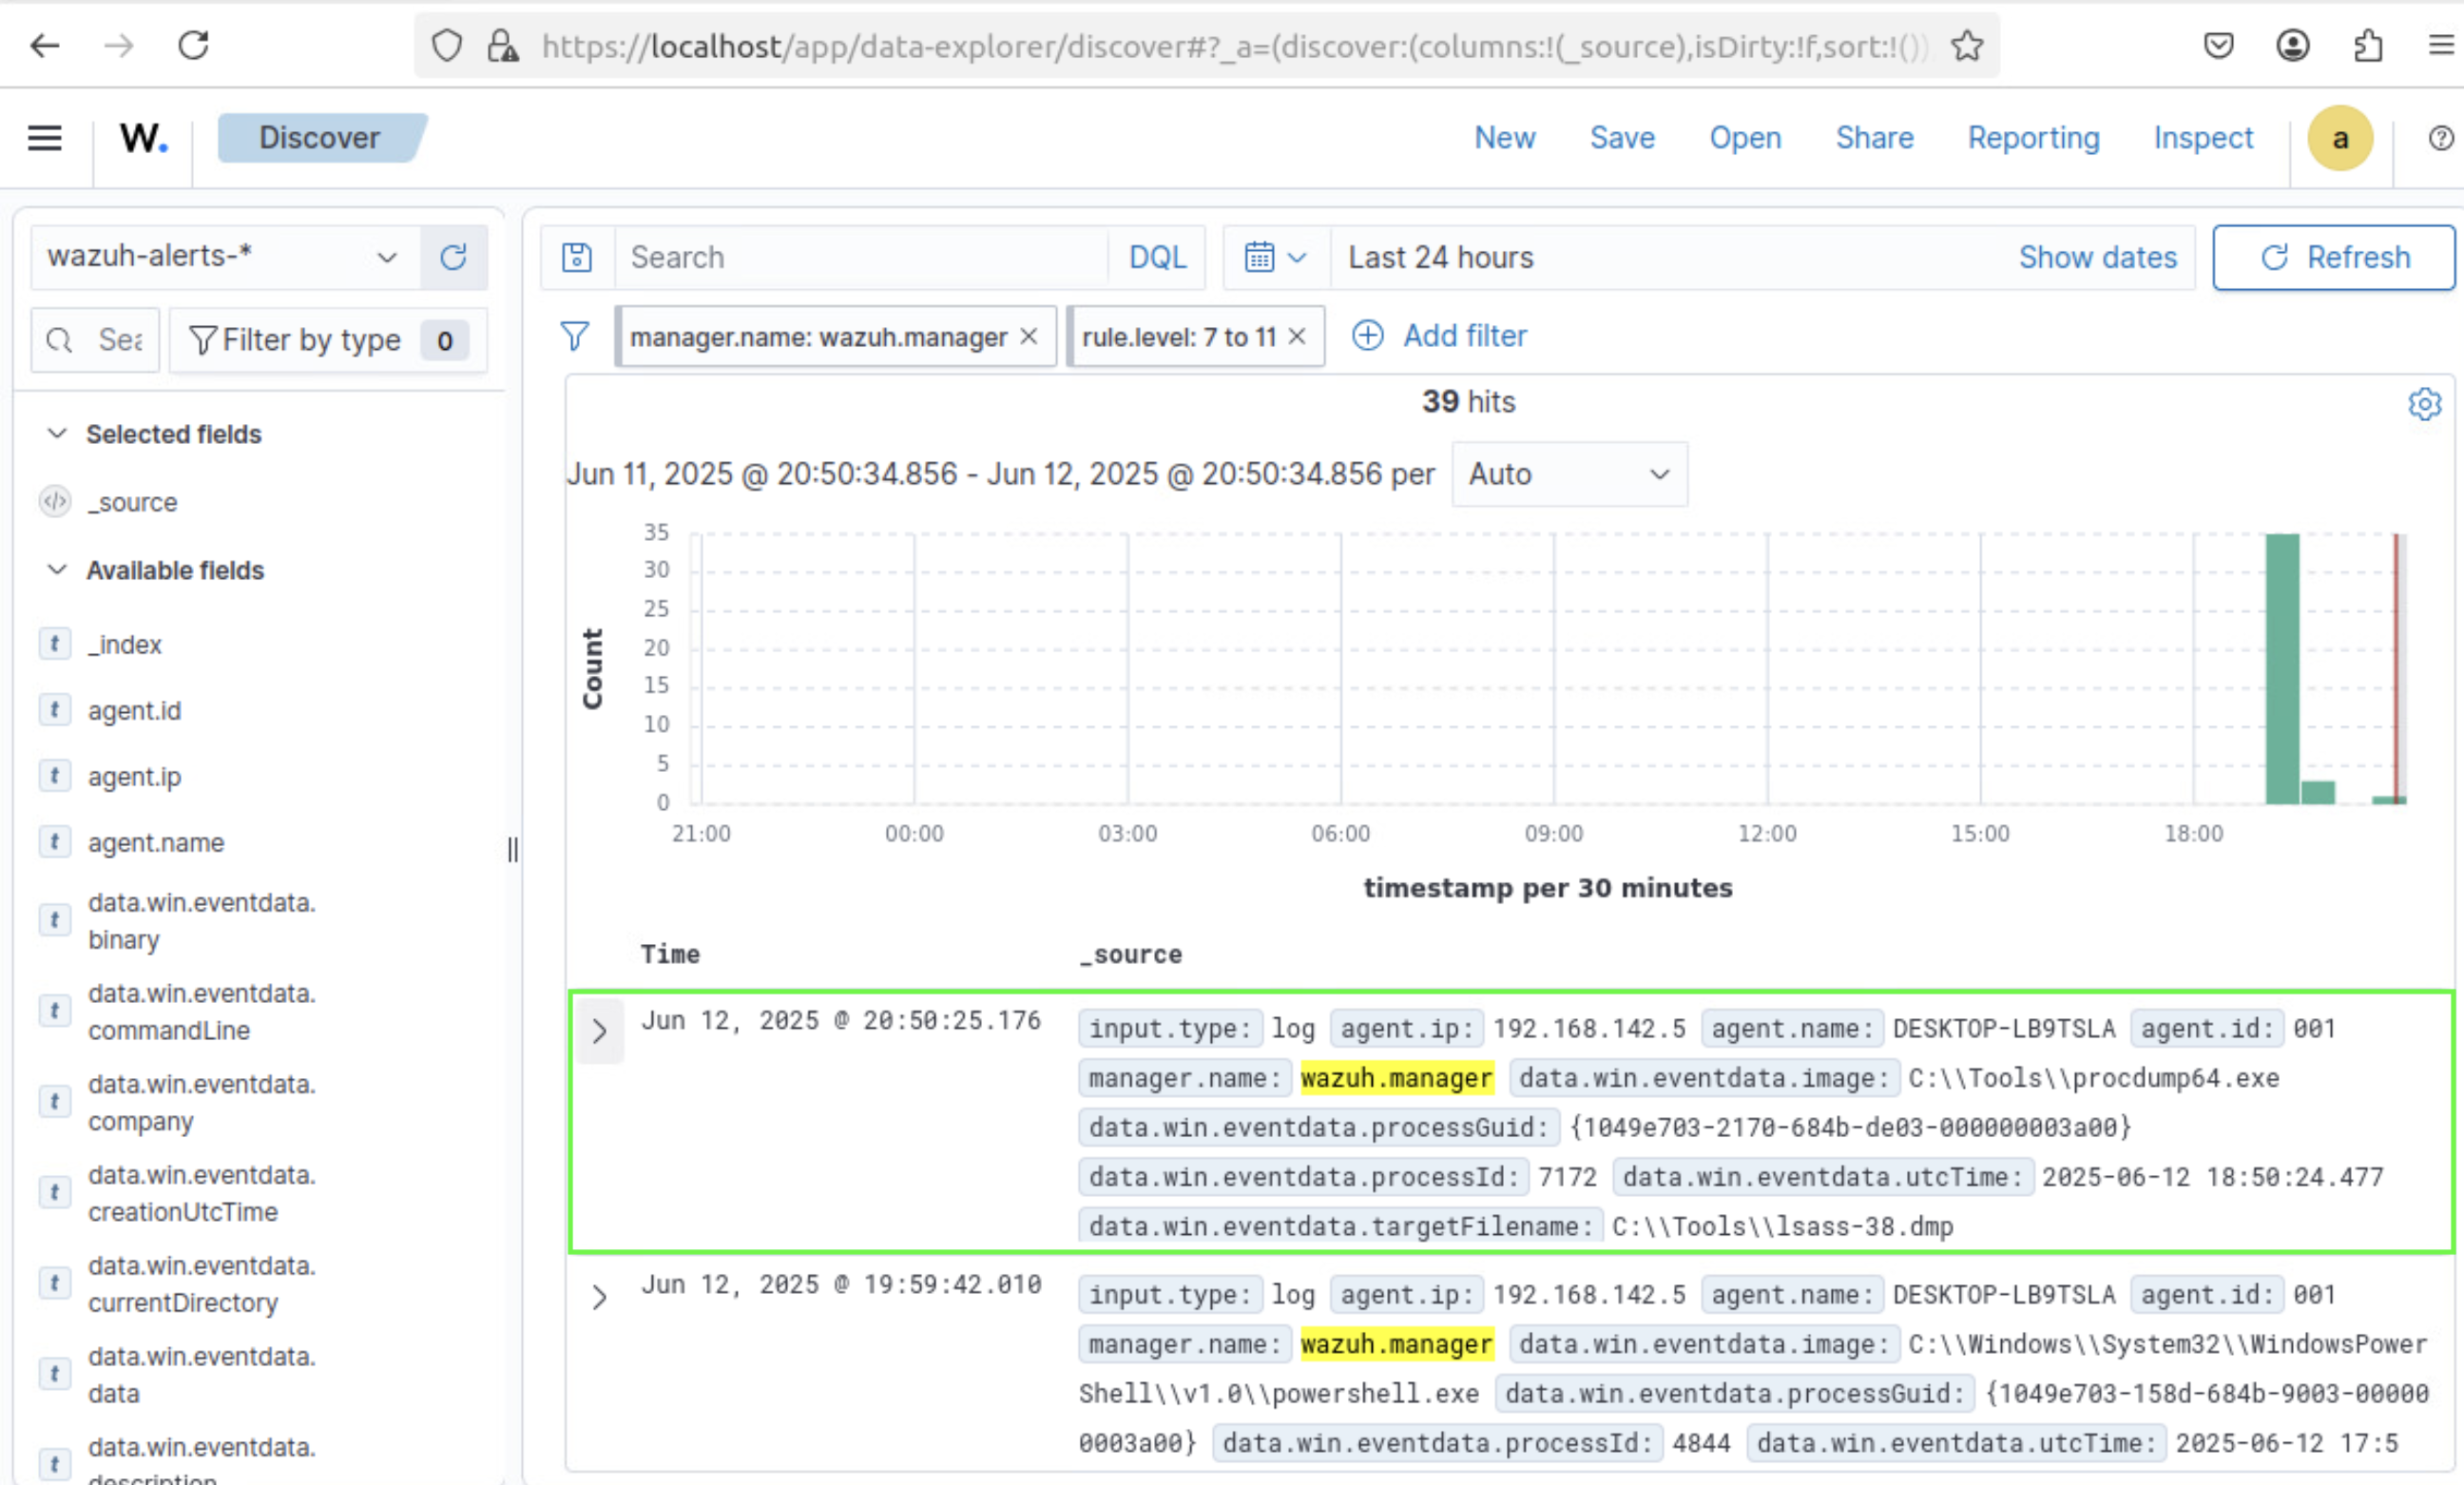 https://localhost/app/data-explorer/discover#?_a=(discover:(columns:!(_source),isDirty:!f,sort:!())
W. Discover New Save Open Share Reporting Inspect a
wazuh-alerts-*
Search DQL Last 24 hours Show dates Refresh
Sea Filter by type 0
manager.name: wazuh.manager × rule.level: 7 to 11 × Add filter
39 hits
Selected fields
Jun 11, 2025 @ 20:50:34.856 - Jun 12, 2025 @ 20:50:34.856 per Auto
_source
Available fields
_index
agent.id
agent.ip
agent.name
data.win.eventdata.
binary
data.win.eventdata.
commandLine
data.win.eventdata.
company
data.win.eventdata.
creationUtcTime
data.win.eventdata.
currentDirectory
data.win.eventdata.
data
data.win.eventdata.
description
Count
35
30
25
20
15
10
5
0
21:00 00:00 03:00 06:00 09:00 12:00 15:00 18:00
timestamp per 30 minutes
Time _source
Jun 12, 2025 @ 20:50:25.176 input.type: log agent.ip: 192.168.142.5 agent.name: DESKTOP-LB9TSLA agent.id: 001
manager.name: wazuh.manager data.win.eventdata.image: C:\\Tools\\procdump64.exe
data.win.eventdata.processGuid: {1049e703-2170-684b-de03-000000003a00}
data.win.eventdata.processId: 7172 data.win.eventdata.utcTime: 2025-06-12 18:50:24.477
data.win.eventdata.targetFilename: C:\\Tools\\lsass-38.dmp
Jun 12, 2025 @ 19:59:42.010 input.type: log agent.ip: 192.168.142.5 agent.name: DESKTOP-LB9TSLA agent.id: 001
manager.name: wazuh.manager data.win.eventdata.image: C:\\Windows\\System32\\WindowsPower
Shell\\v1.0\\powershell.exe data.win.eventdata.processGuid: {1049e703-158d-684b-9003-00000
0003a00} data.win.eventdata.processId: 4844 data.win.eventdata.utcTime: 2025-06-12 17:5